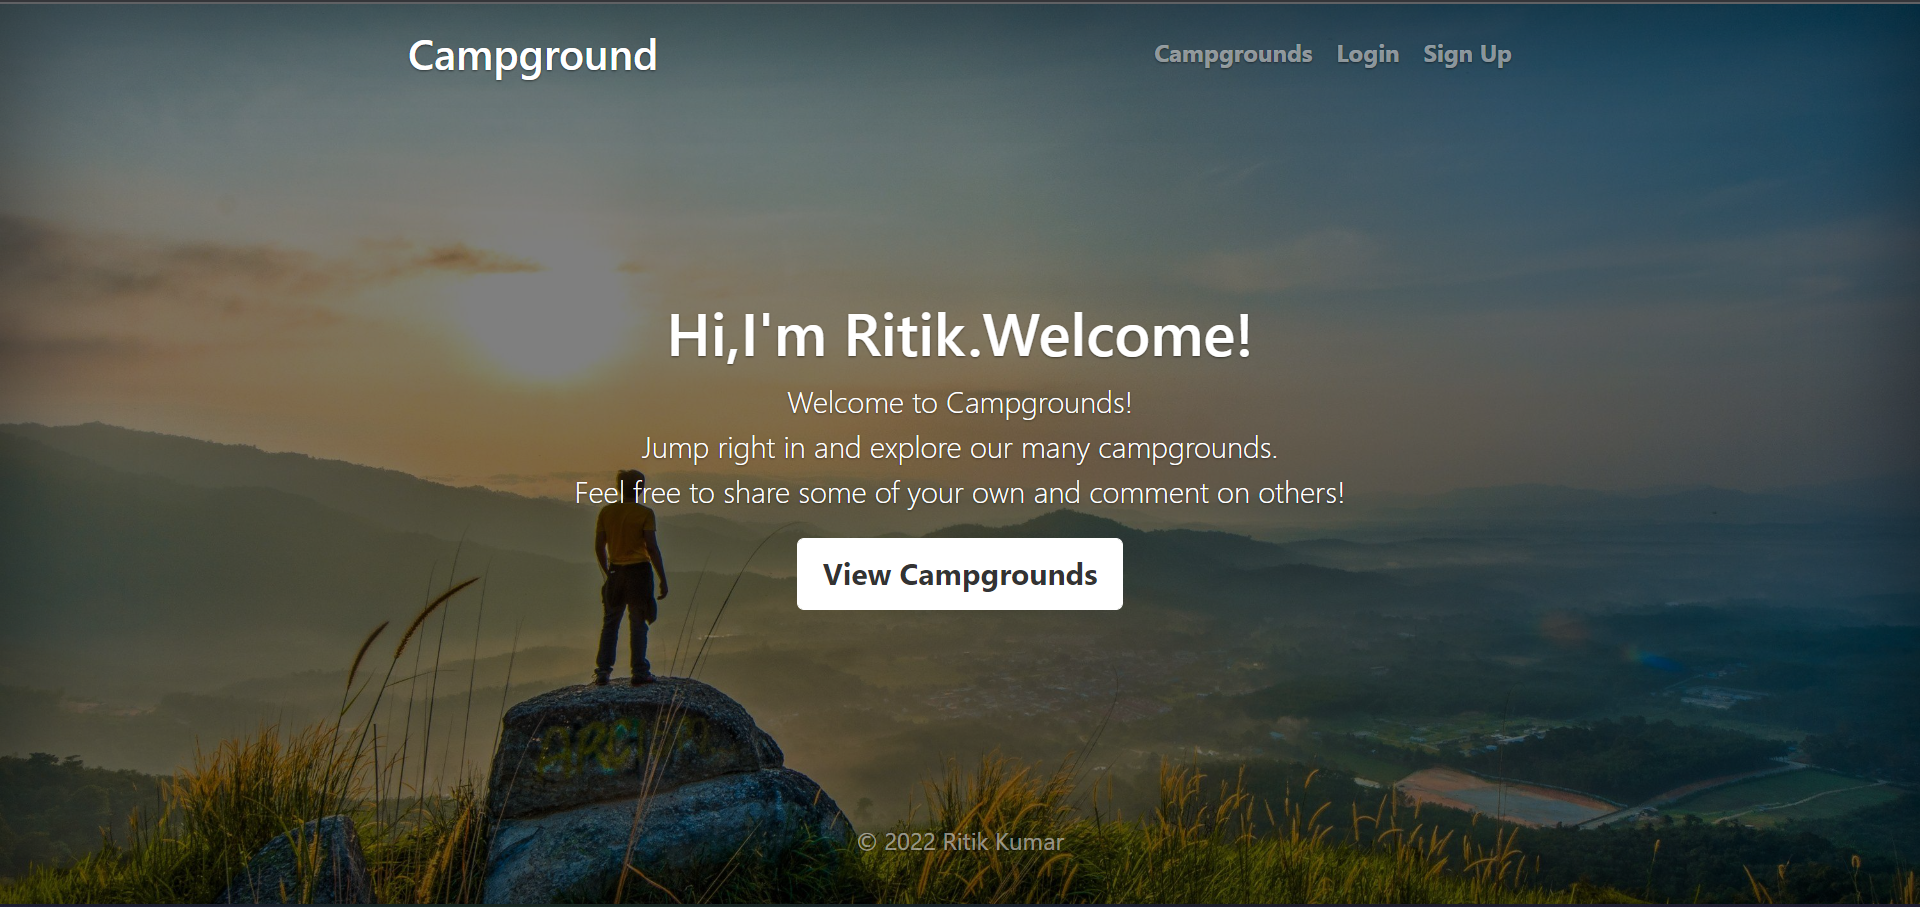 Campground
Campgrounds Login Sign Up
Hi,I'm Ritik.Welcome!
Welcome to Campgrounds!
Jump right in and explore our many campgrounds.
Feel free to share some of your own and comment on others!
View Campgrounds
© 2022 Ritik Kumar